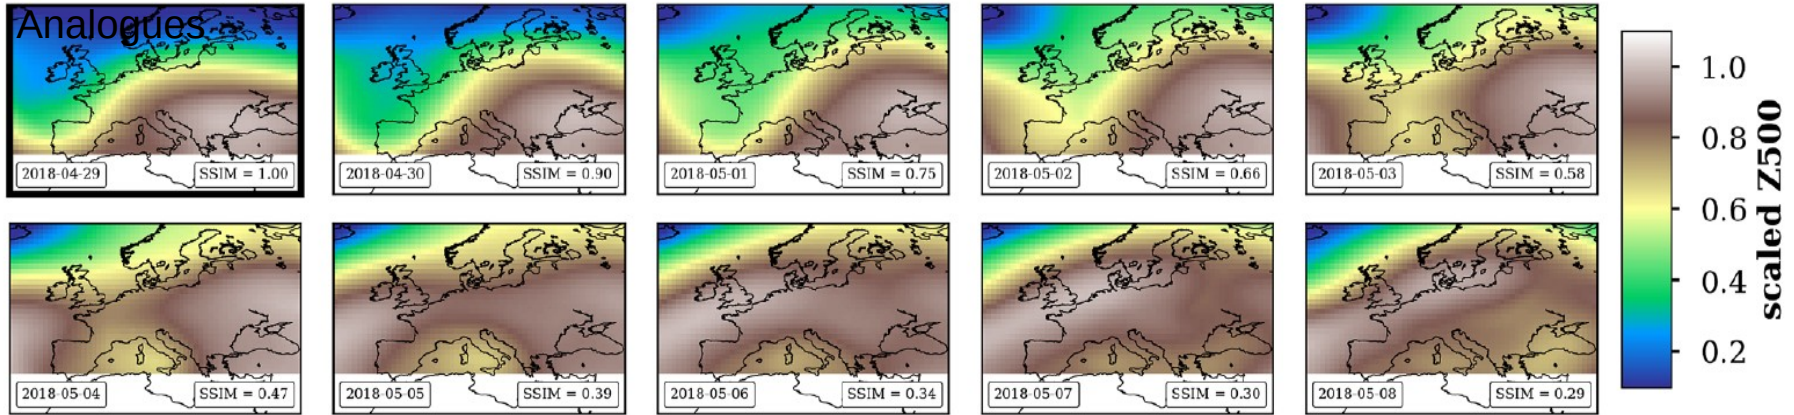 Analogues
2018-04-29
SSIM = 1.00
2018-04-30
SSIM = 0.90
2018-05-01
SSIM = 0.75
2018-05-02
SSIM = 0.66
2018-05-03
SSIM = 0.58
2018-05-04
SSIM = 0.47
2018-05-05
SSIM = 0.39
2018-05-06
SSIM = 0.34
2018-05-07
SSIM = 0.30
2018-05-08
SSIM = 0.29
1.0
0.8
0.6
0.4
0.2
scaled Z500